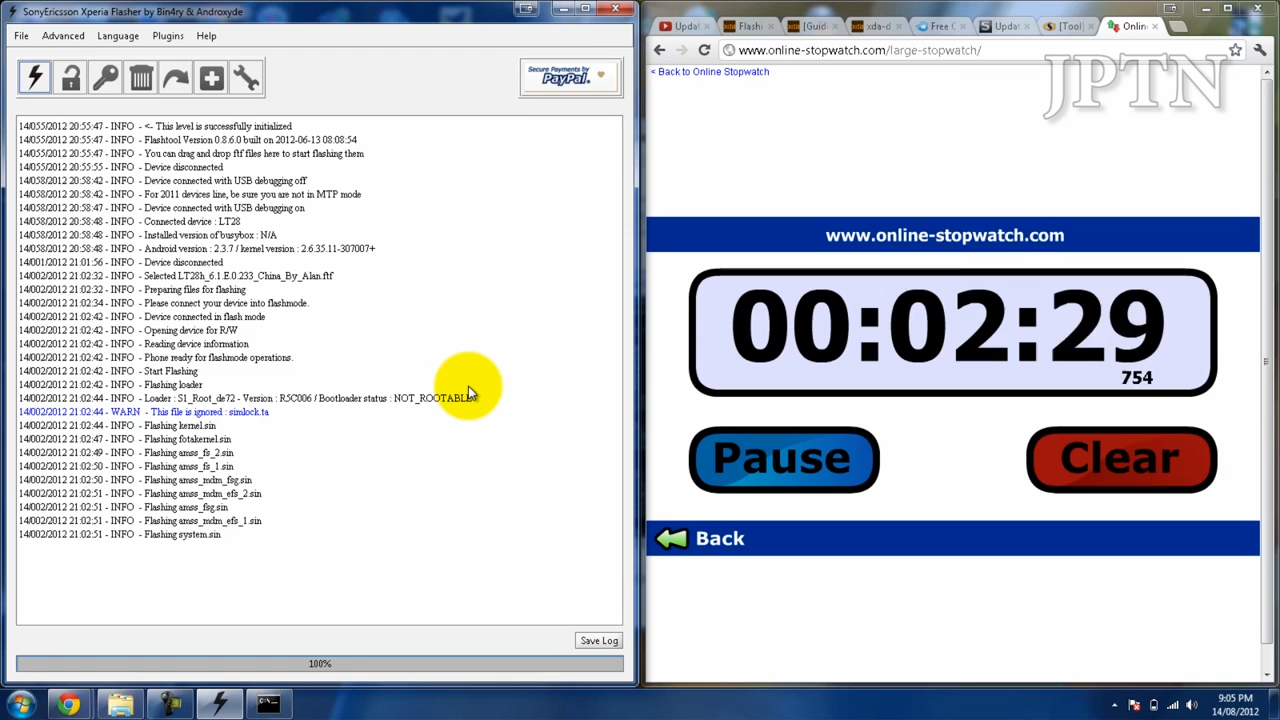 SonyEricsson Xperia Flasher by Bin4ry & Androxyde
File Advanced Language Plugins Help
Secure Payments by
PayPal
14/055/2012 20:55:47 - INFO - <- This level is successfully initialized
14/055/2012 20:55:47 - INFO - Flashtool Version 0.8.6.0 built on 2012-06-13 08:08:54
14/055/2012 20:55:47 - INFO - You can drag and drop ftf files here to start flashing them
14/055/2012 20:55:55 - INFO - Device disconnected
14/058/2012 20:58:42 - INFO - Device connected with USB debugging off
14/058/2012 20:58:42 - INFO - For 2011 devices line, be sure you are not in MTP mode
14/058/2012 20:58:47 - INFO - Device connected with USB debugging on
14/058/2012 20:58:48 - INFO - Connected device : LT28
14/058/2012 20:58:48 - INFO - Installed version of busybox : N/A
14/058/2012 20:58:48 - INFO - Android version : 2.3.7 / kernel version : 2.6.35.11-307007+
14/001/2012 21:01:56 - INFO - Device disconnected
14/002/2012 21:02:32 - INFO - Selected LT28h_6.1.E.0.233_China_By_Alan.ftf
14/002/2012 21:02:32 - INFO - Preparing files for flashing
14/002/2012 21:02:34 - INFO - Please connect your device into flashmode.
14/002/2012 21:02:42 - INFO - Device connected in flash mode
14/002/2012 21:02:42 - INFO - Opening device for R/W
14/002/2012 21:02:42 - INFO - Reading device information
14/002/2012 21:02:42 - INFO - Phone ready for flashmode operations.
14/002/2012 21:02:42 - INFO - Start Flashing
14/002/2012 21:02:42 - INFO - Flashing loader
14/002/2012 21:02:44 - INFO - Loader : S1_Root_de72 - Version : R5C006 / Bootloader status : NOT_ROOTABLE
14/002/2012 21:02:44 - WARN - This file is ignored : simlock.ta
14/002/2012 21:02:44 - INFO - Flashing kernel.sin
14/002/2012 21:02:47 - INFO - Flashing fotakernel.sin
14/002/2012 21:02:49 - INFO - Flashing amss_fs_2.sin
14/002/2012 21:02:50 - INFO - Flashing amss_fs_1.sin
14/002/2012 21:02:50 - INFO - Flashing amss_mdm_fsg.sin
14/002/2012 21:02:51 - INFO - Flashing amss_mdm_efs_2.sin
14/002/2012 21:02:51 - INFO - Flashing amss_fsg.sin
14/002/2012 21:02:51 - INFO - Flashing amss_mdm_efs_1.sin
14/002/2012 21:02:51 - INFO - Flashing system.sin
Save Log
100%
Updat Flashi [Guid xda-d Free C Updat [Tool] Online
www.online-stopwatch.com/large-stopwatch/
< Back to Online Stopwatch
JPTN
www.online-stopwatch.com
00:02:29
754
Pause Clear
Back
9:05 PM
14/08/2012